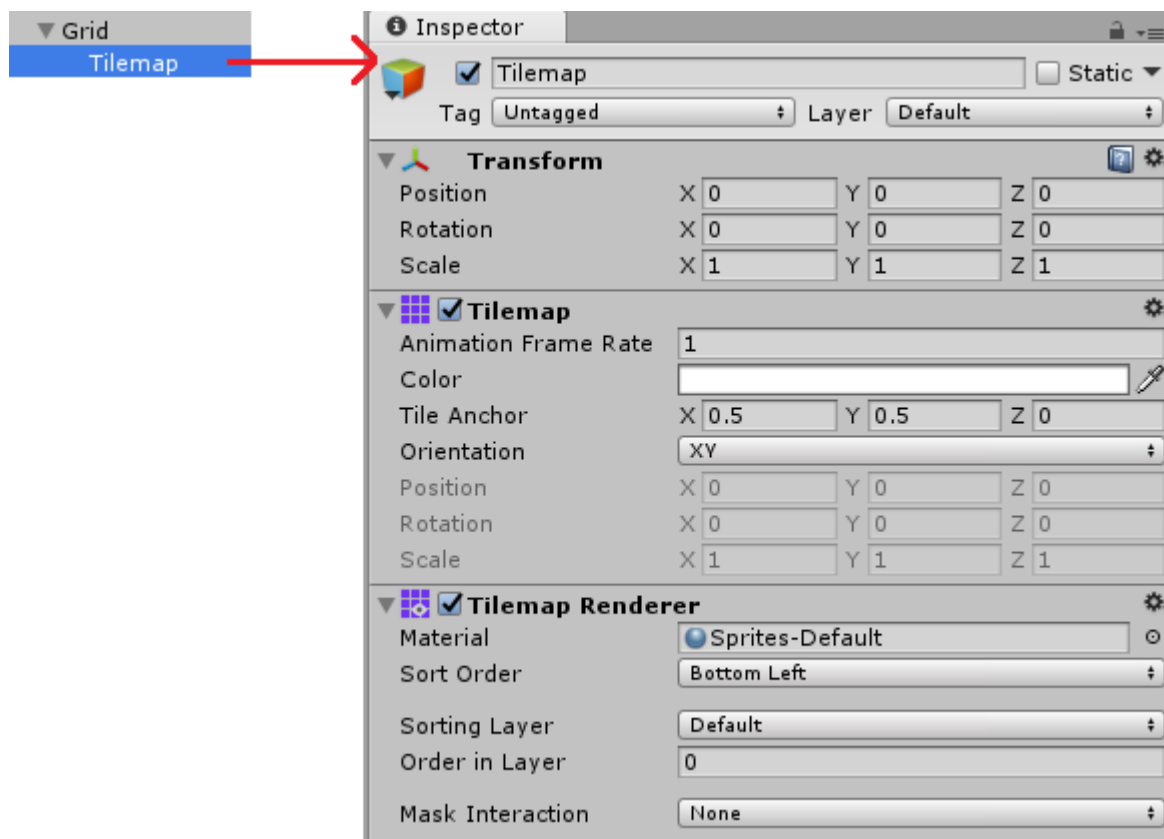 Grid
Tilemap
Inspector
Tilemap Static
Tag Untagged Layer Default
Transform
Position X 0 Y 0 Z 0
Rotation X 0 Y 0 Z 0
Scale X 1 Y 1 Z 1
Tilemap
Animation Frame Rate 1
Color
Tile Anchor X 0.5 Y 0.5 Z 0
Orientation XY
Position X 0 Y 0 Z 0
Rotation X 0 Y 0 Z 0
Scale X 1 Y 1 Z 1
Tilemap Renderer
Material Sprites-Default
Sort Order Bottom Left
Sorting Layer Default
Order in Layer 0
Mask Interaction None